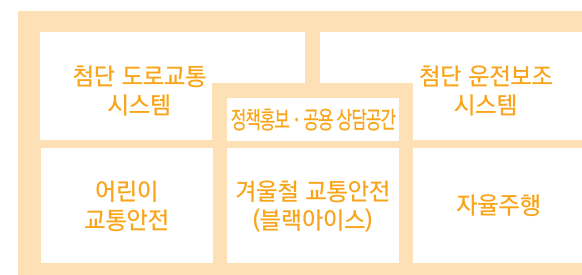 첨단 도로교통
시스템
첨단 운전보조
시스템
정책홍보 · 공용 상담공간
어린이
교통안전
겨울철 교통안전
(블랙아이스)
자율주행